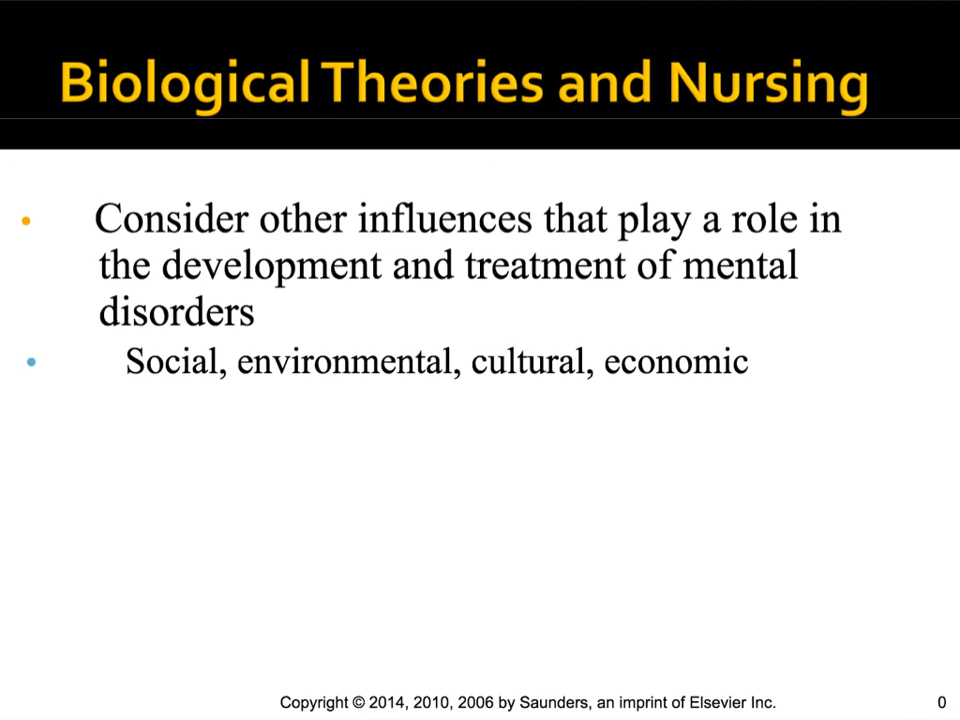 Biological Theories and Nursing
• Consider other influences that play a role in
the development and treatment of mental
disorders
• Social, environmental, cultural, economic
Copyright © 2014, 2010, 2006 by Saunders, an imprint of Elsevier Inc. 0